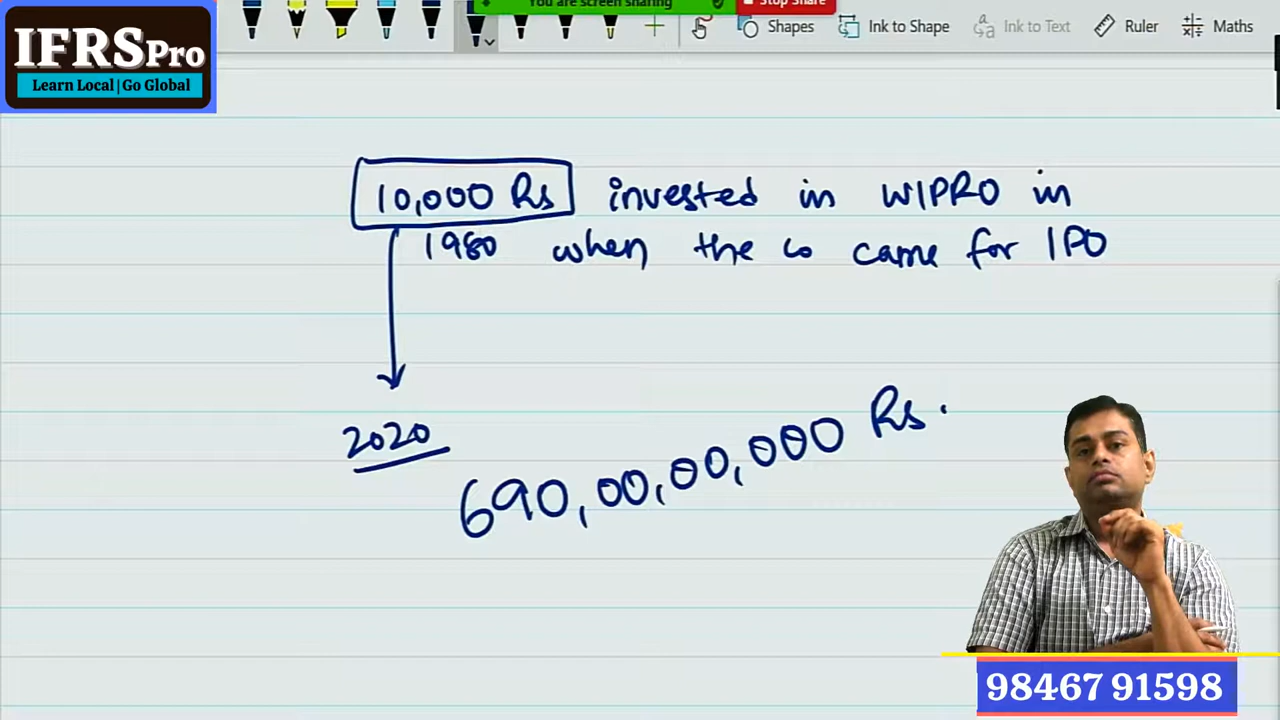 You are screen sharing
Stop Share
IFRSPro
Learn Local|Go Global
Shapes
Ink to Shape
Ink to Text
Ruler
Maths
10,000 Rs invested in WIPRO in
1980 when the co came for IPO
2020
690,00,00,000 Rs.
98467 91598